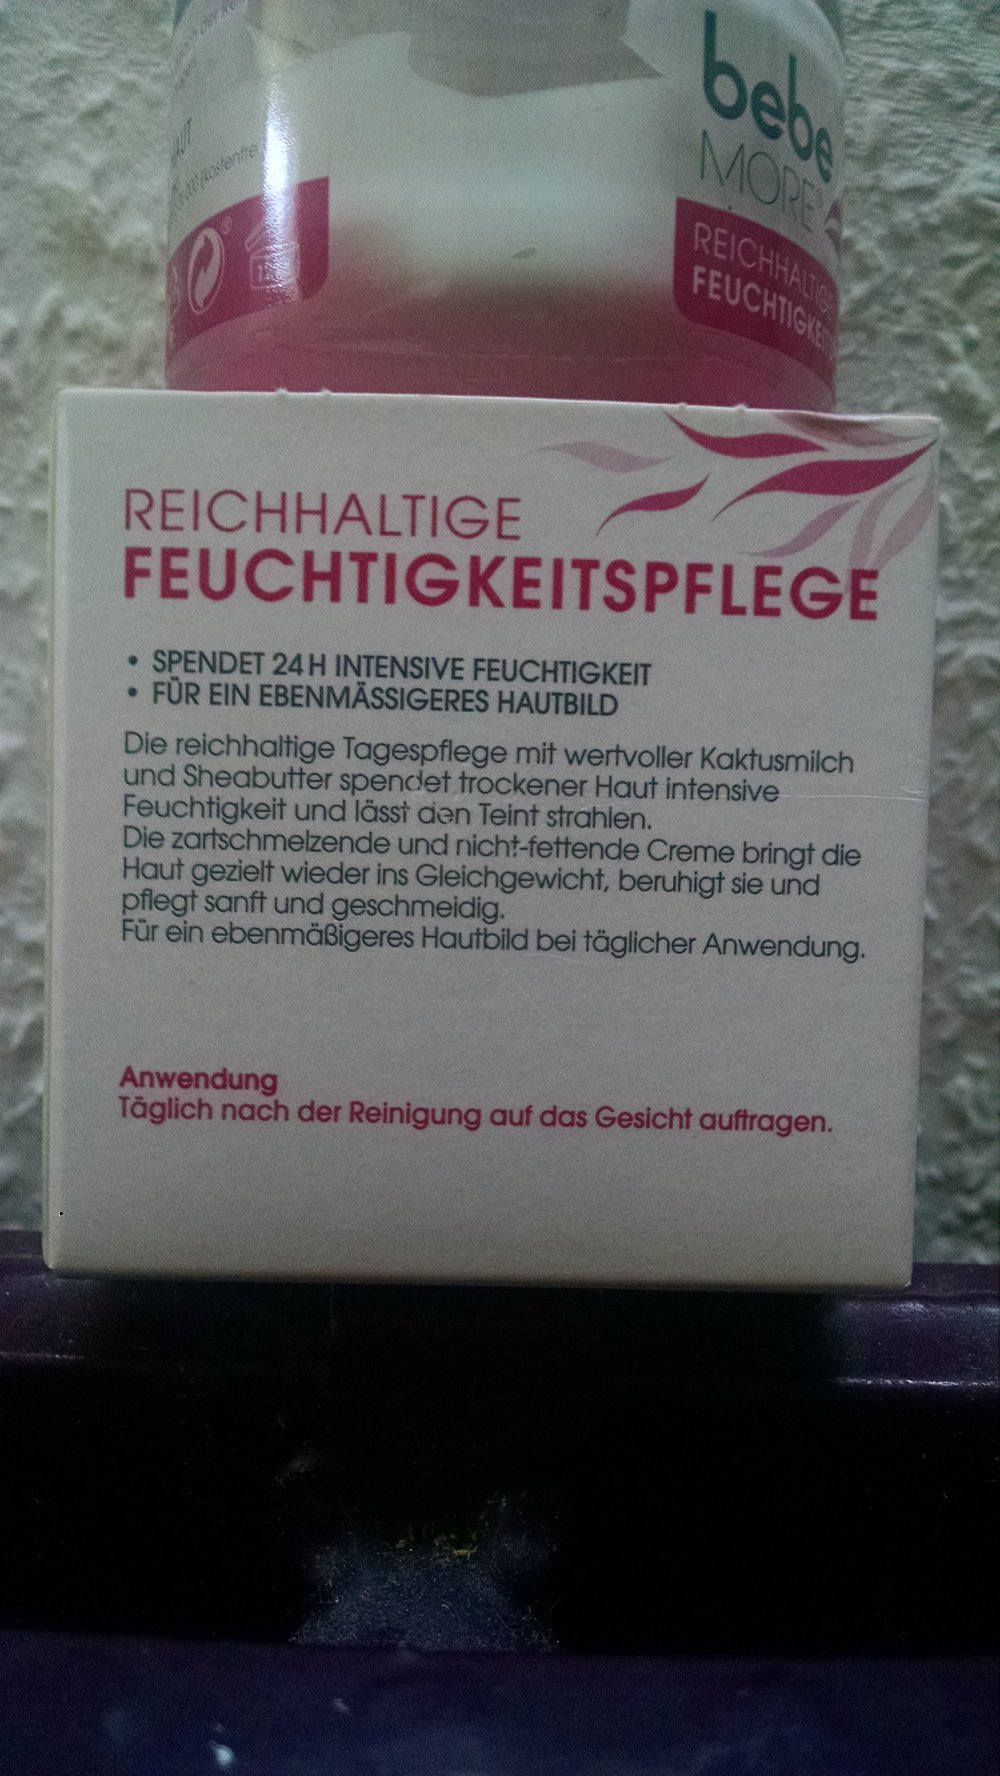 AUT
bebe
MORE®
REICHHALTIGE
FEUCHTIGKEITS
REICHHALTIGE
FEUCHTIGKEITSPFLEGE
• SPENDET 24H INTENSIVE FEUCHTIGKEIT
• FÜR EIN EBENMÄSSIGERES HAUTBILD
Die reichhaltige Tagespflege mit wertvoller Kaktusmilch
und Sheabutter spendet trockener Haut intensive
Feuchtigkeit und lässt den Teint strahlen.
Die zartschmelzende und nicht-fettende Creme bringt die
Haut gezielt wieder ins Gleichgewicht, beruhigt sie und
pflegt sanft und geschmeidig.
Für ein ebenmäßigeres Hautbild bei täglicher Anwendung.
Anwendung
Täglich nach der Reinigung auf das Gesicht auftragen.